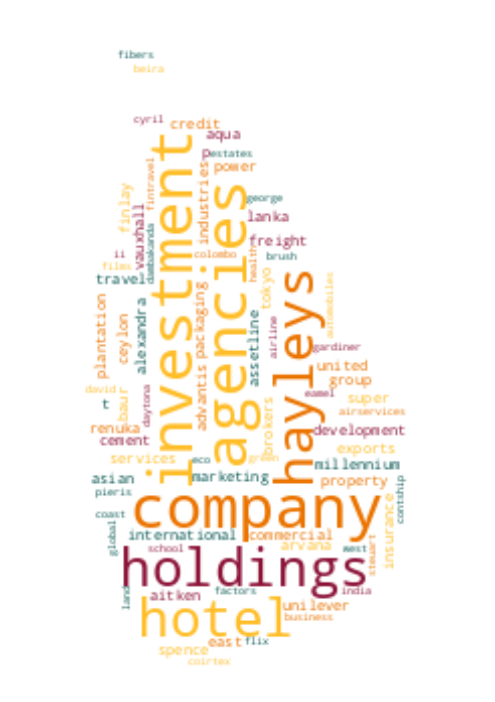 fibers
beira
cyril
credit
aqua
p
estates
power
investment
agencies
industries
fintravel
finlay
vauxhall
dambakanda
george
lanka
freight
ii
films
travel
colombo
health
brush
tokyo
hayleys
automobiles
plantation
ceylon
alexandra
advantis
packaging
assetline
airline
gardiner
united
group
david
t
baur
daytona
brokers
eamel
super
airservices
renuka
cement
development
exports
services
eco
millennium
asian
marketing
property
pieris
company
contship
insurance
coast
global
international
commercial
arvana
school
west
steuart
holdings
land
aitken
factors
india
hotel
unilever
business
east
flix
spence
coirtex